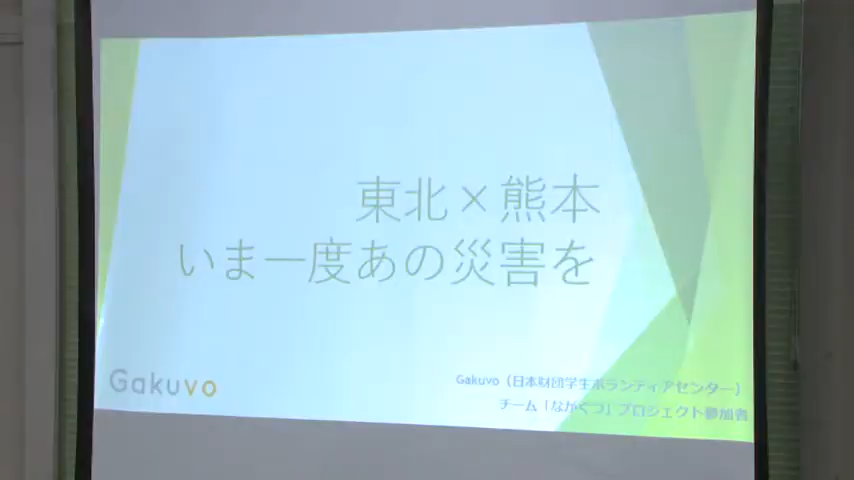 東北×熊本
いま一度あの災害を
Gakuvo
Gakuvo（日本財団学生ボランティアセンター）
チーム「ながぐつ」プロジェクト参加者